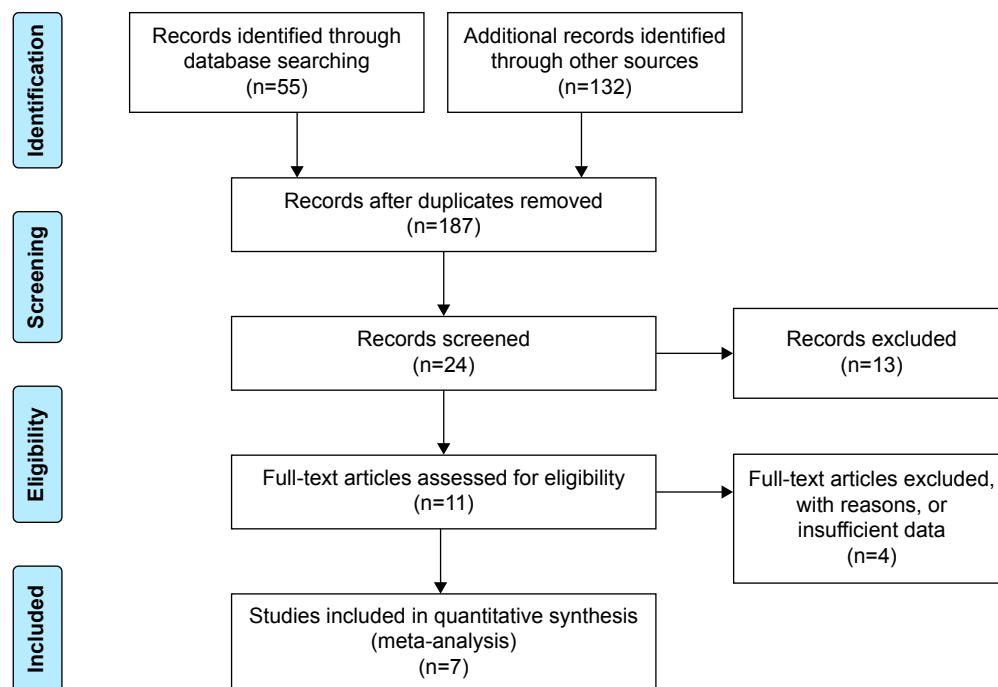 Identification
Records identified through
database searching
(n=55)
Additional records identified
through other sources
(n=132)
Records after duplicates removed
(n=187)
Screening
Records screened
(n=24)
Records excluded
(n=13)
Eligibility
Full-text articles assessed for eligibility
(n=11)
Full-text articles excluded,
with reasons, or
insufficient data
(n=4)
Included
Studies included in quantitative synthesis
(meta-analysis)
(n=7)